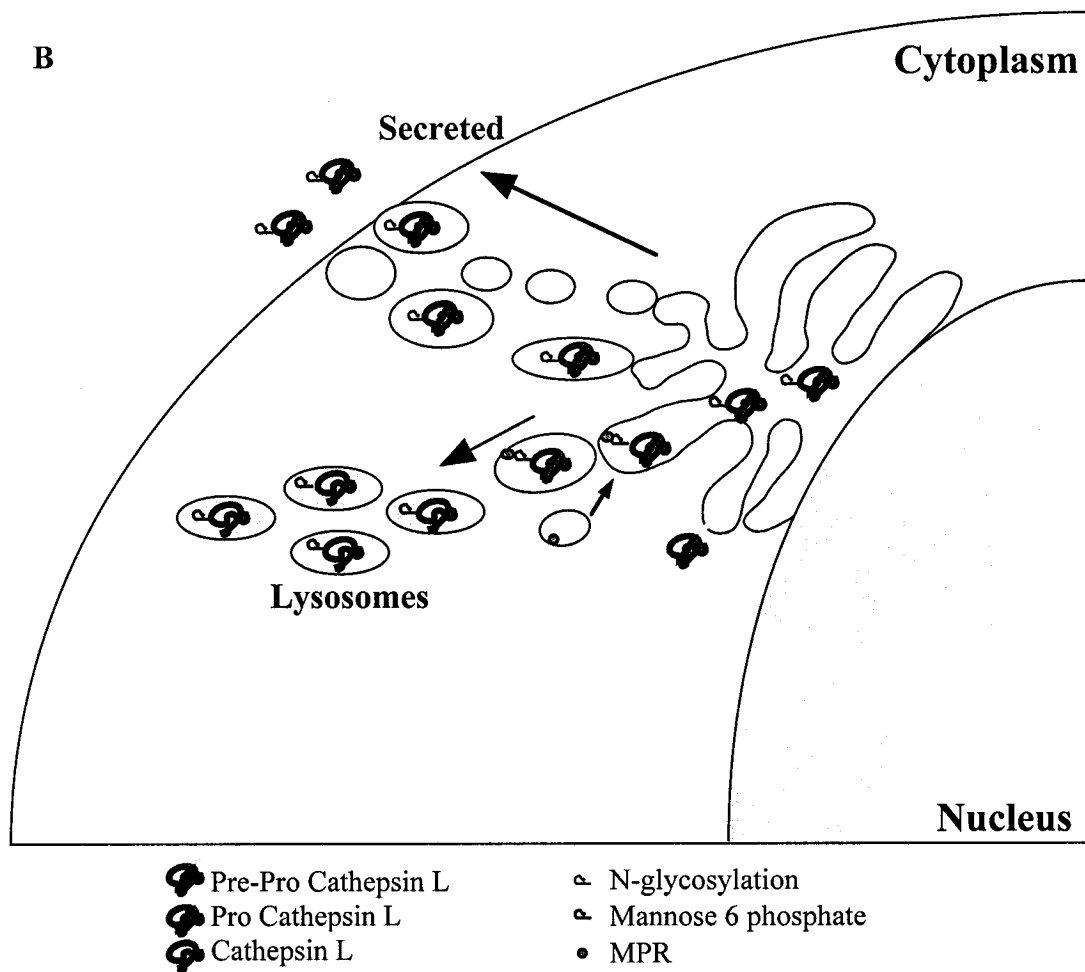 B
Cytoplasm
Secreted
Lysosomes
Nucleus
Pre-Pro Cathepsin L
Pro Cathepsin L
Cathepsin L
N-glycosylation
Mannose 6 phosphate
MPR